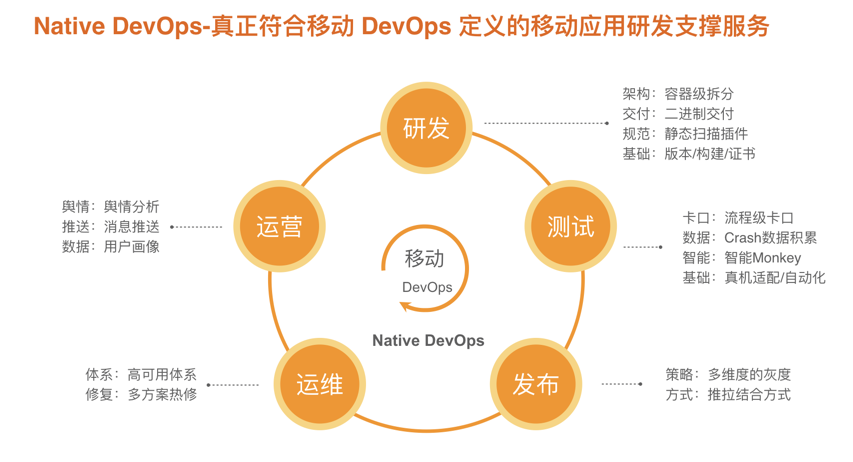 Native DevOps-真正符合移动 DevOps 定义的移动应用研发支撑服务
研发
架构：容器级拆分
交付：二进制交付
规范：静态扫描插件
基础：版本/构建/证书
测试
卡口：流程级卡口
数据：Crash数据积累
智能：智能Monkey
基础：真机适配/自动化
发布
策略：多维度的灰度
方式：推拉结合方式
运维
体系：高可用体系
修复：多方案热修
运营
舆情：舆情分析
推送：消息推送
数据：用户画像
移动
DevOps
Native DevOps